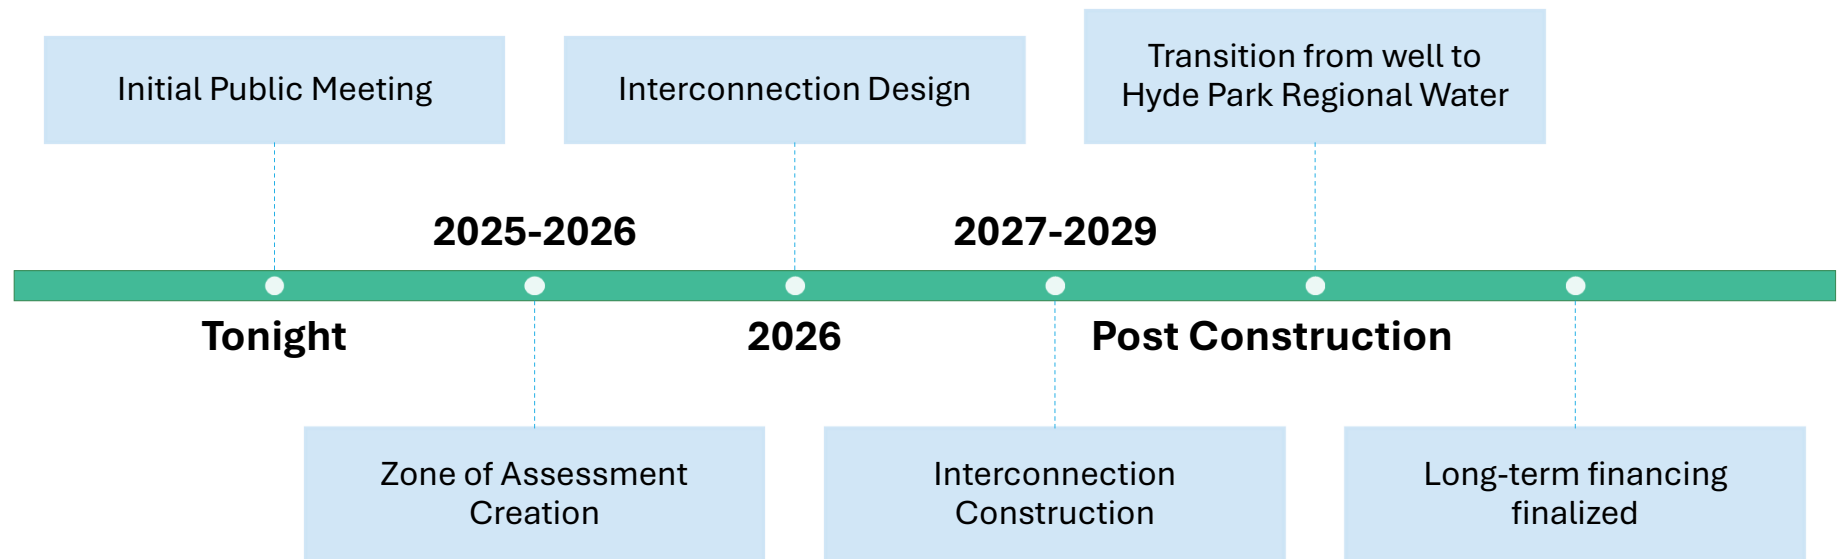 Initial Public Meeting
Interconnection Design
Transition from well to
Hyde Park Regional Water
2025-2026
2027-2029
Tonight
2026
Post Construction
Zone of Assessment
Creation
Interconnection
Construction
Long-term financing
finalized